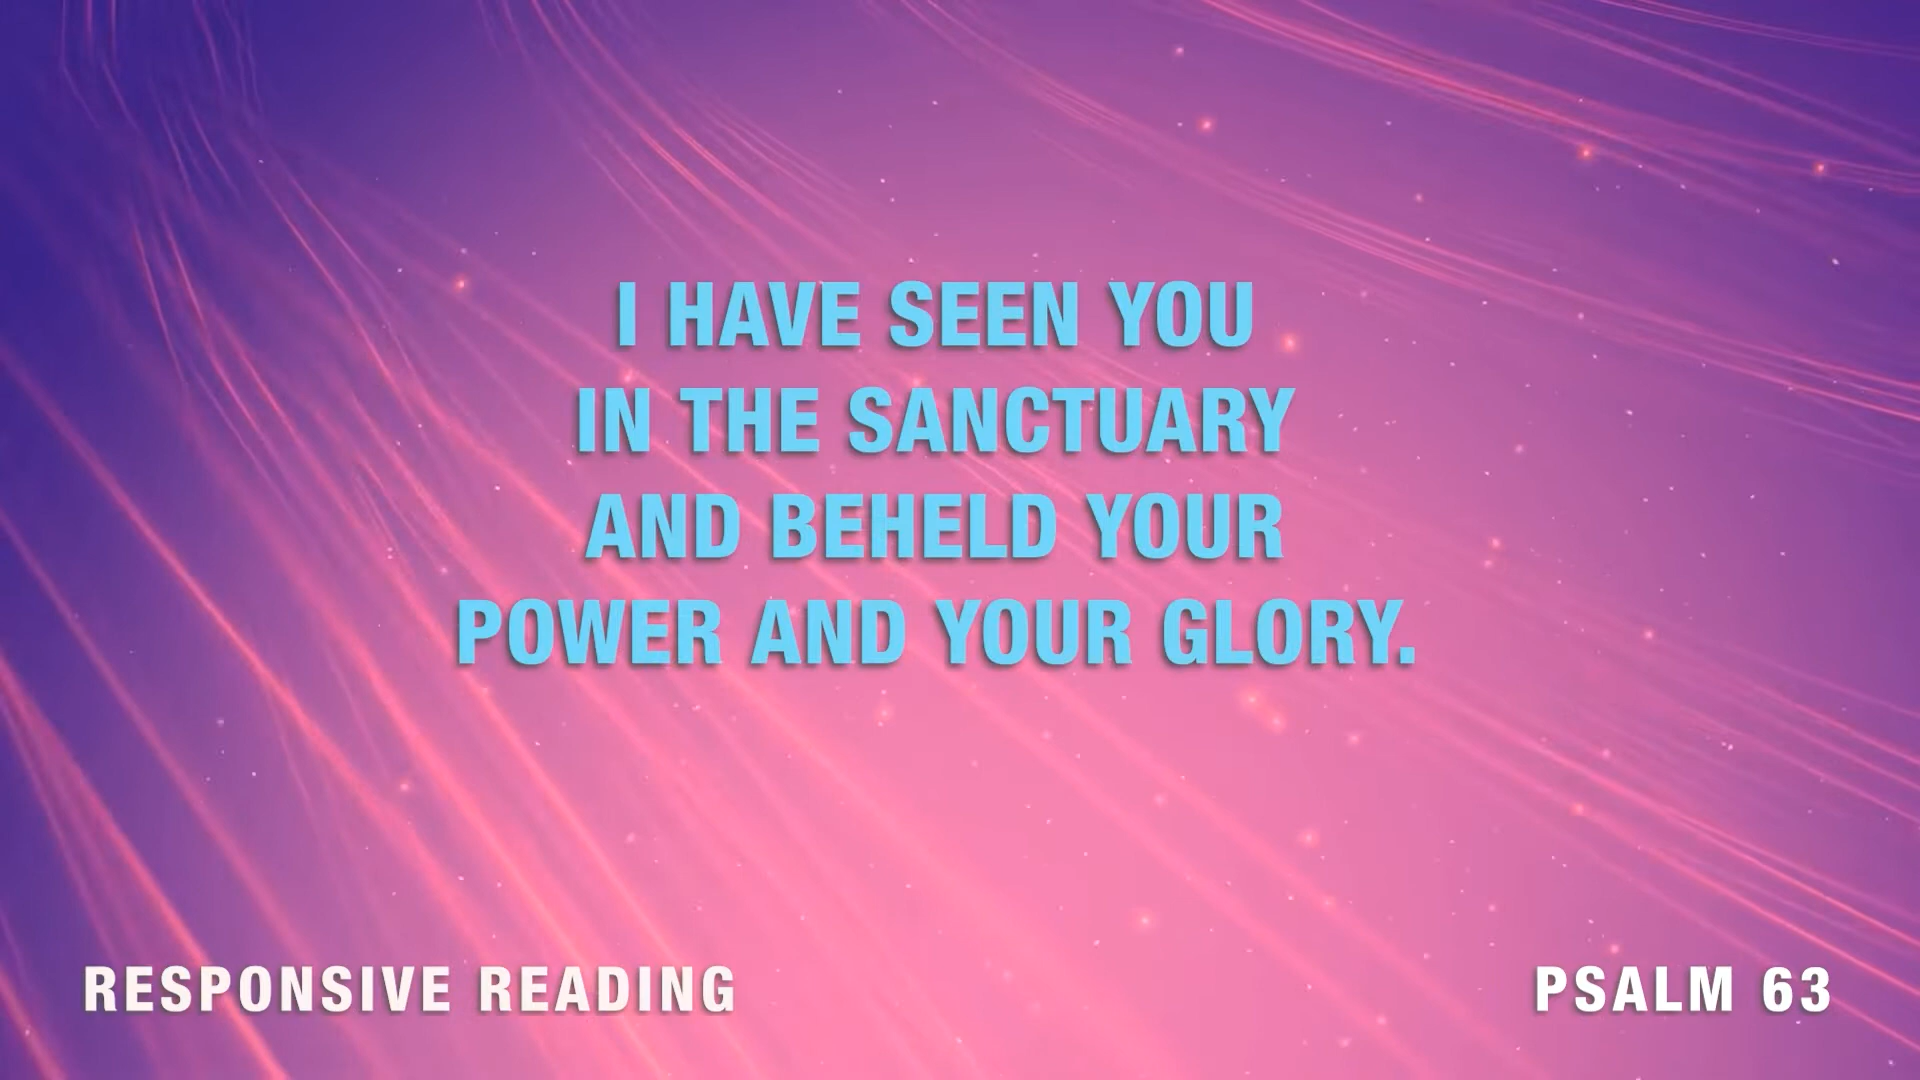 I HAVE SEEN YOU
IN THE SANCTUARY
AND BEHELD YOUR
POWER AND YOUR GLORY.
RESPONSIVE READING
PSALM 63